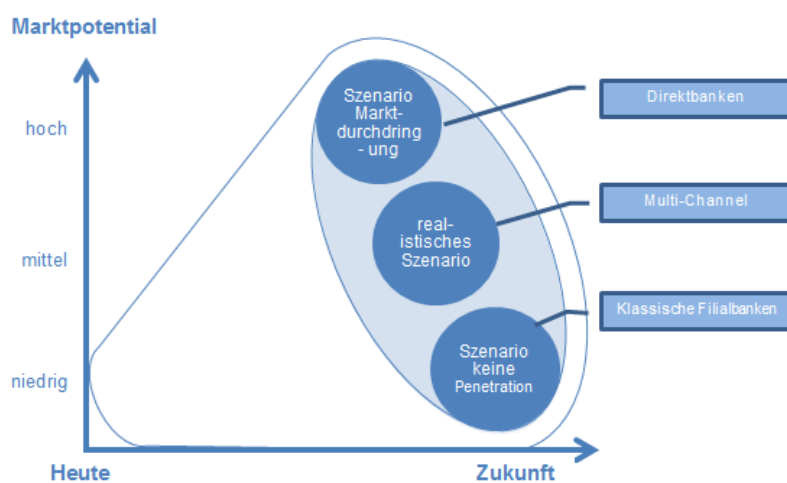 Marktpotential
hoch
mittel
niedrig
Heute
Zukunft
Szenario
Markt-
durchdring
- ung
real-
istisches
Szenario
Szenario
keine
Penetration
Direktbanken
Multi-Channel
Klassische Filialbanken